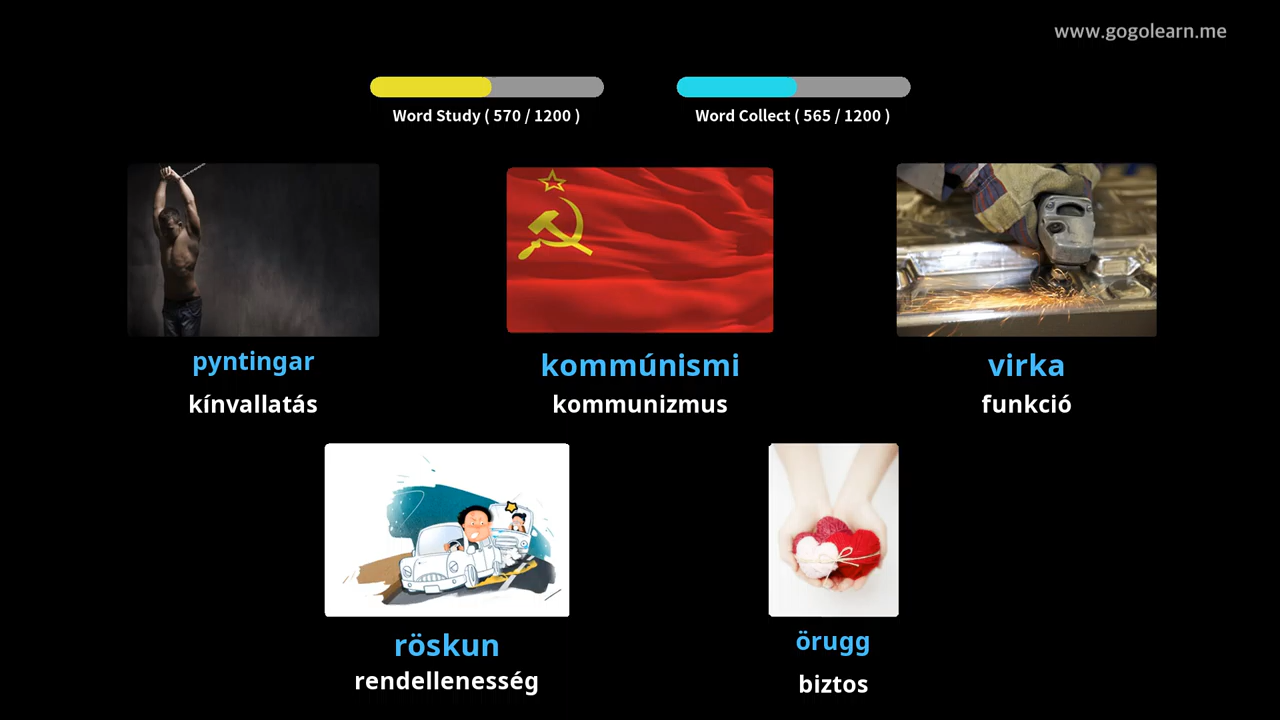 www.gogolearn.me
Word Study ( 570 / 1200 )
Word Collect ( 565 / 1200 )
pyntingar
kínvallatás
kommúnismi
kommunizmus
virka
funkció
röskun
rendellenesség
örugg
biztos